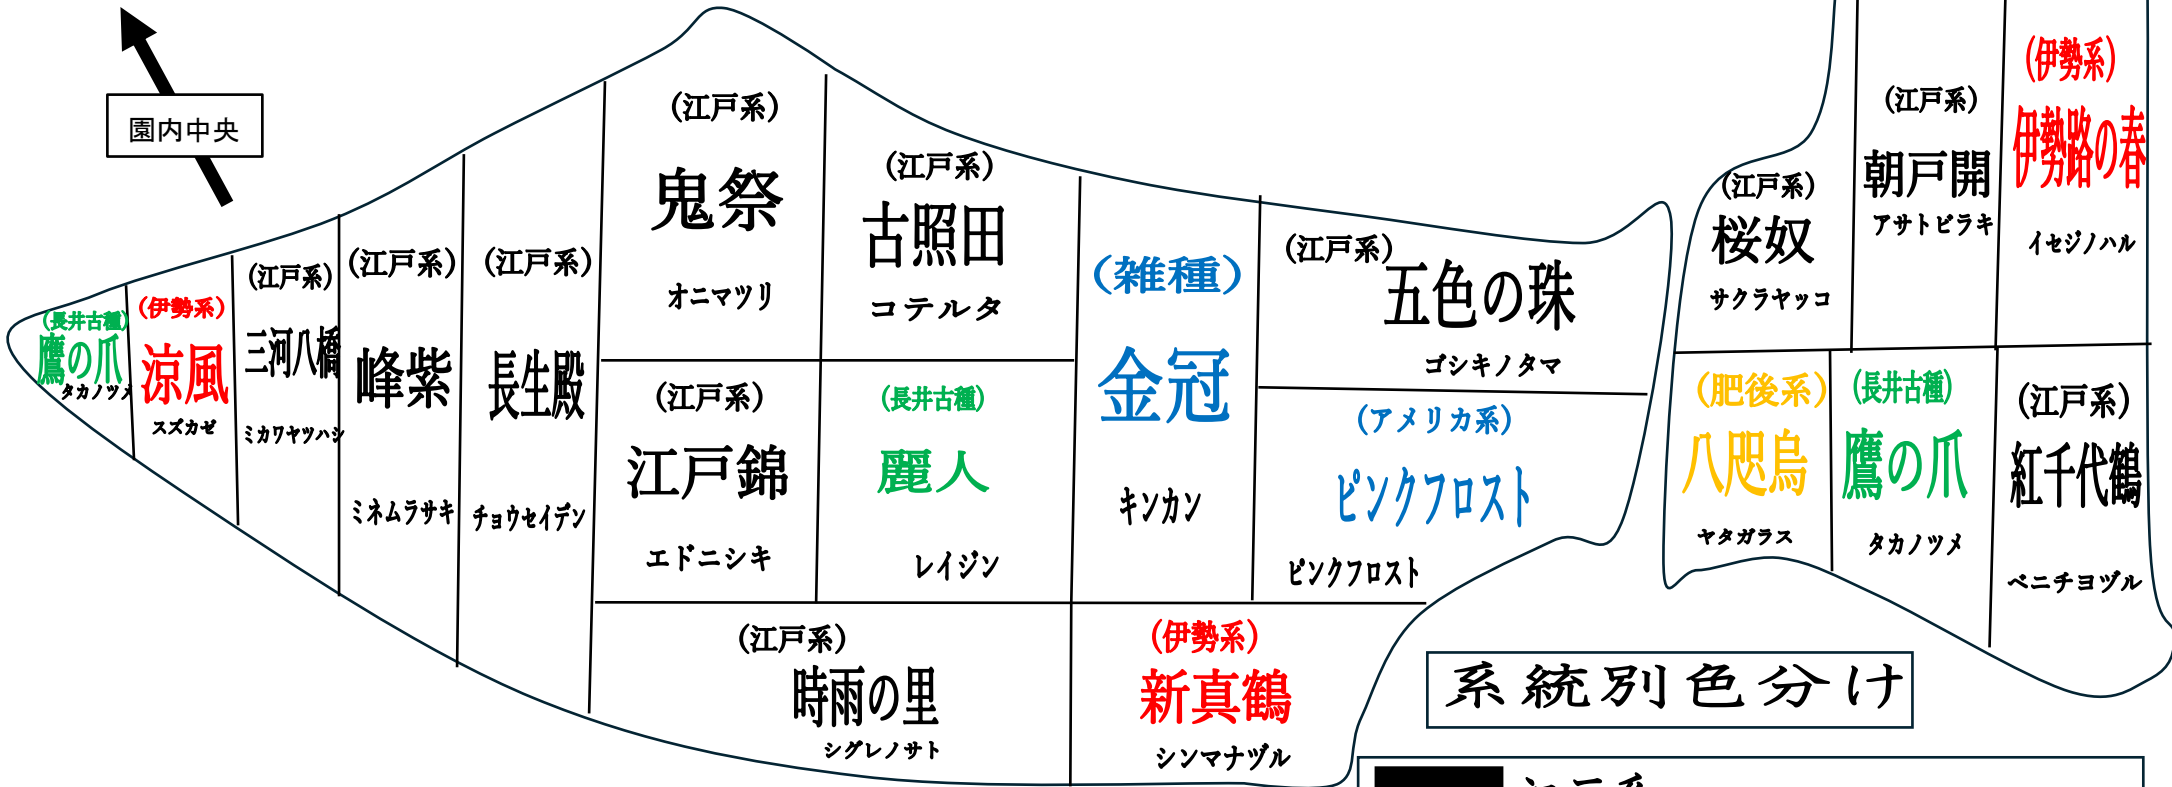 園内中央
(長井古種)
鷹の爪
タカノツメ
(伊勢系)
涼風
スズカゼ
(江戸系)
三河八橋
ミカワヤツハシ
(江戸系)
峰紫
ミネムラサキ
(江戸系)
長生殿
チョウセイデン
(江戸系)
鬼祭
オニマツリ
(江戸系)
古照田
コテルタ
(江戸系)
江戸錦
エドニシキ
(長井古種)
麗人
レイジン
(雑種)
金冠
キンカン
(江戸系)
五色の珠
ゴシキノタマ
(アメリカ系)
ピンクフロスト
ピンクフロスト
(江戸系)
時雨の里
シグレノサト
(伊勢系)
新真鶴
シンマナヅル
(江戸系)
桜奴
サクラヤッコ
(江戸系)
朝戸開
アサトビラキ
(伊勢系)
伊勢路の春
イセジノハル
(肥後系)
八咫烏
ヤタガラス
(長井古種)
鷹の爪
タカノツメ
(江戸系)
紅千代鶴
ベニチヨヅル
系統別色分け